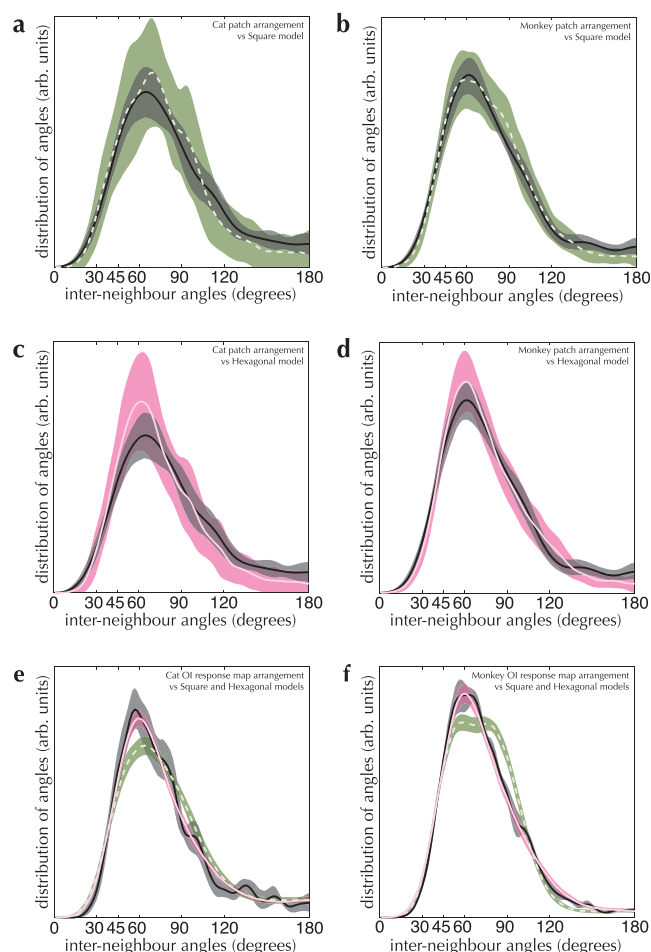 a
Cat patch arrangement
vs Square model
distribution of angles (arb. units)
0 30 45 60 90 120 180
inter-neighbour angles (degrees)
b
Monkey patch arrangement
vs Square model
distribution of angles (arb. units)
0 30 45 60 90 120 180
inter-neighbour angles (degrees)
c
Cat patch arrangement
vs Hexagonal model
distribution of angles (arb. units)
0 30 45 60 90 120 180
inter-neighbour angles (degrees)
d
Monkey patch arrangement
vs Hexagonal model
distribution of angles (arb. units)
0 30 45 60 90 120 180
inter-neighbour angles (degrees)
e
Cat OI response map arrangement
vs Square and Hexagonal models
distribution of angles (arb. units)
0 30 45 60 90 120 180
inter-neighbour angles (degrees)
f
Monkey OI response map arrangement
vs Square and Hexagonal models
distribution of angles (arb. units)
0 30 45 60 90 120 180
inter-neighbour angles (degrees)